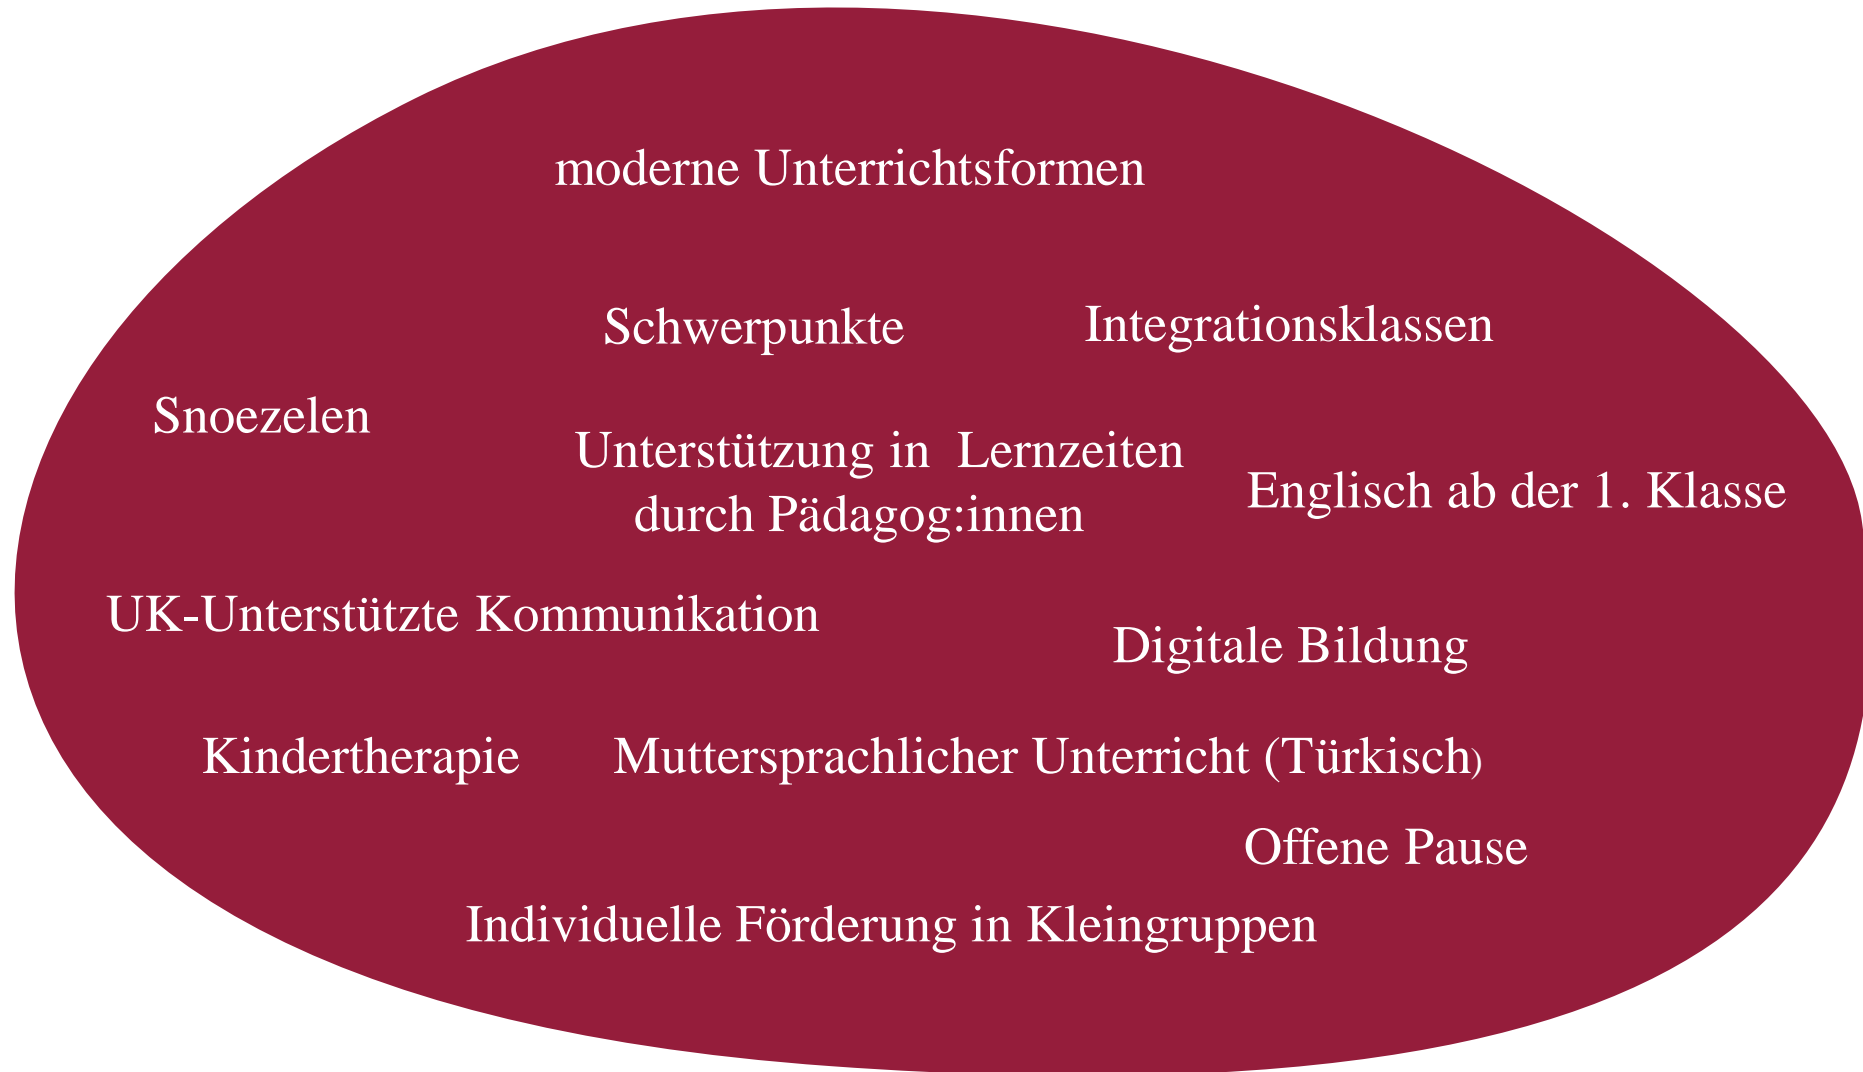 moderne Unterrichtsformen
Schwerpunkte
Integrationsklassen
Snoezelen
Unterstützung in  Lernzeiten
durch Pädagog:innen
Englisch ab der 1. Klasse
UK-Unterstützte Kommunikation
Digitale Bildung
Kindertherapie
Muttersprachlicher Unterricht (Türkisch)
Offene Pause
Individuelle Förderung in Kleingruppen